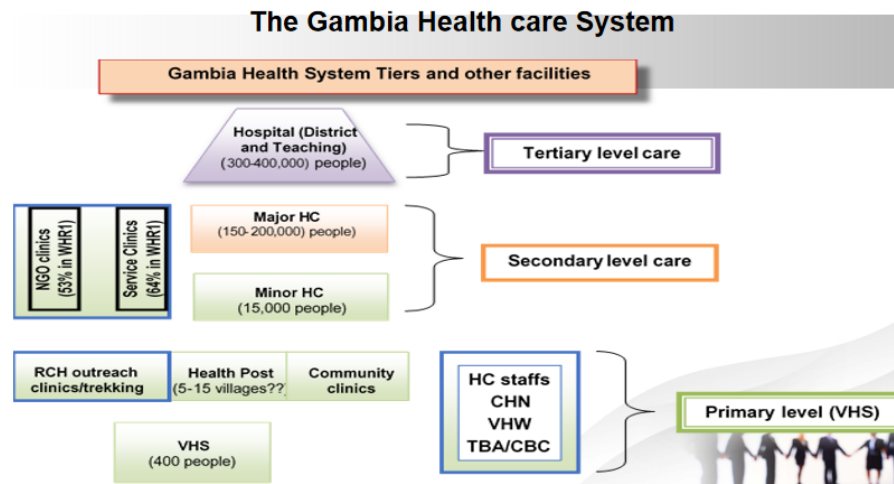 The Gambia Health care System
Gambia Health System Tiers and other facilities
Hospital (District
and Teaching)
(300-400,000) people)
Tertiary level care
NGO clinics
(53% in WHR1)
Service Clinics
(64% in WHR1)
Major HC
(150-200,000) people)
Minor HC
(15,000 people)
Secondary level care
RCH outreach
clinics/trekking
Health Post
(5-15 villages??)
Community
clinics
VHS
(400 people)
HC staffs
CHN
VHW
TBA/CBC
Primary level (VHS)